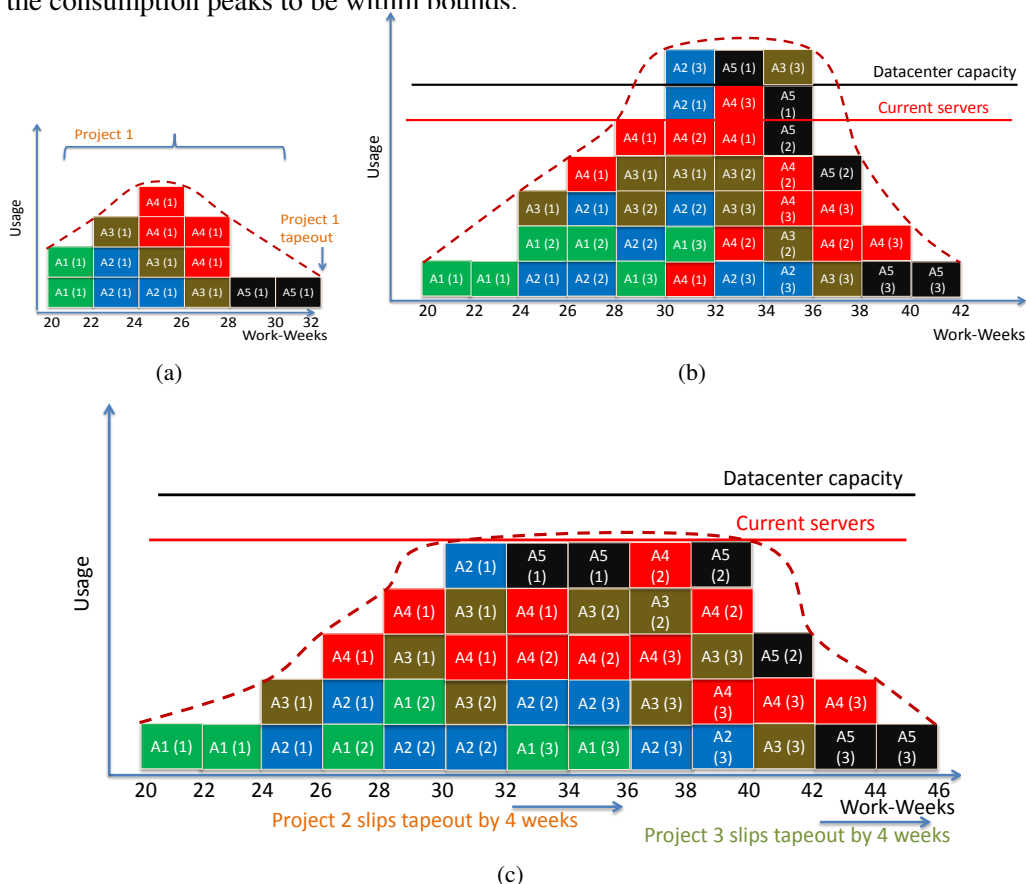 the consumption peaks to be within bounds.
Usage
Project 1
Project 1
tapeout
A4 (1)
A3 (1) A4 (1) A4 (1)
A1 (1) A2 (1) A3 (1) A4 (1)
A1 (1) A2 (1) A2 (1) A3 (1) A5 (1) A5 (1)
20 22 24 26 28 30 32
Work-Weeks
(a)
Usage
A2 (3) A5 (1) A3 (3)
Datacenter capacity
A2 (1) A4 (3) A5 (1)
Current servers
A4 (1) A4 (2) A4 (1) A5 (2)
A4 (1) A3 (1) A3 (1) A3 (2) A4 (2) A5 (2)
A3 (1) A2 (1) A3 (2) A2 (2) A3 (3) A4 (3) A4 (3)
A1 (2) A1 (2) A2 (2) A1 (3) A4 (2) A3 (2) A4 (2) A4 (3)
A1 (1) A1 (1) A2 (2) A2 (1) A1 (3) A4 (1) A2 (3) A2 (3) A3 (3) A5 (3) A5 (3)
20 22 24 26 28 30 32 34 36 40 42
Work-Weeks
(b)
Usage
Datacenter capacity
Current servers
A2 (1) A5 (1) A5 (1) A4 (2) A5 (2)
A4 (1) A3 (1) A4 (1) A3 (2) A3 (2) A4 (2)
A4 (1) A3 (1) A4 (1) A4 (2) A4 (2) A4 (3) A3 (3) A5 (2)
A3 (1) A2 (1) A1 (2) A3 (2) A2 (2) A2 (3) A3 (3) A4 (3) A4 (3) A4 (3)
A1 (1) A1 (1) A2 (1) A1 (2) A2 (2) A2 (2) A1 (3) A1 (3) A2 (3) A2 (3) A3 (3) A5 (3) A5 (3)
20 22 24 26 28 30 32 34 36 38 40 42 44 46
Work-Weeks
Project 2 slips tapeout by 4 weeks
Project 3 slips tapeout by 4 weeks
(c)